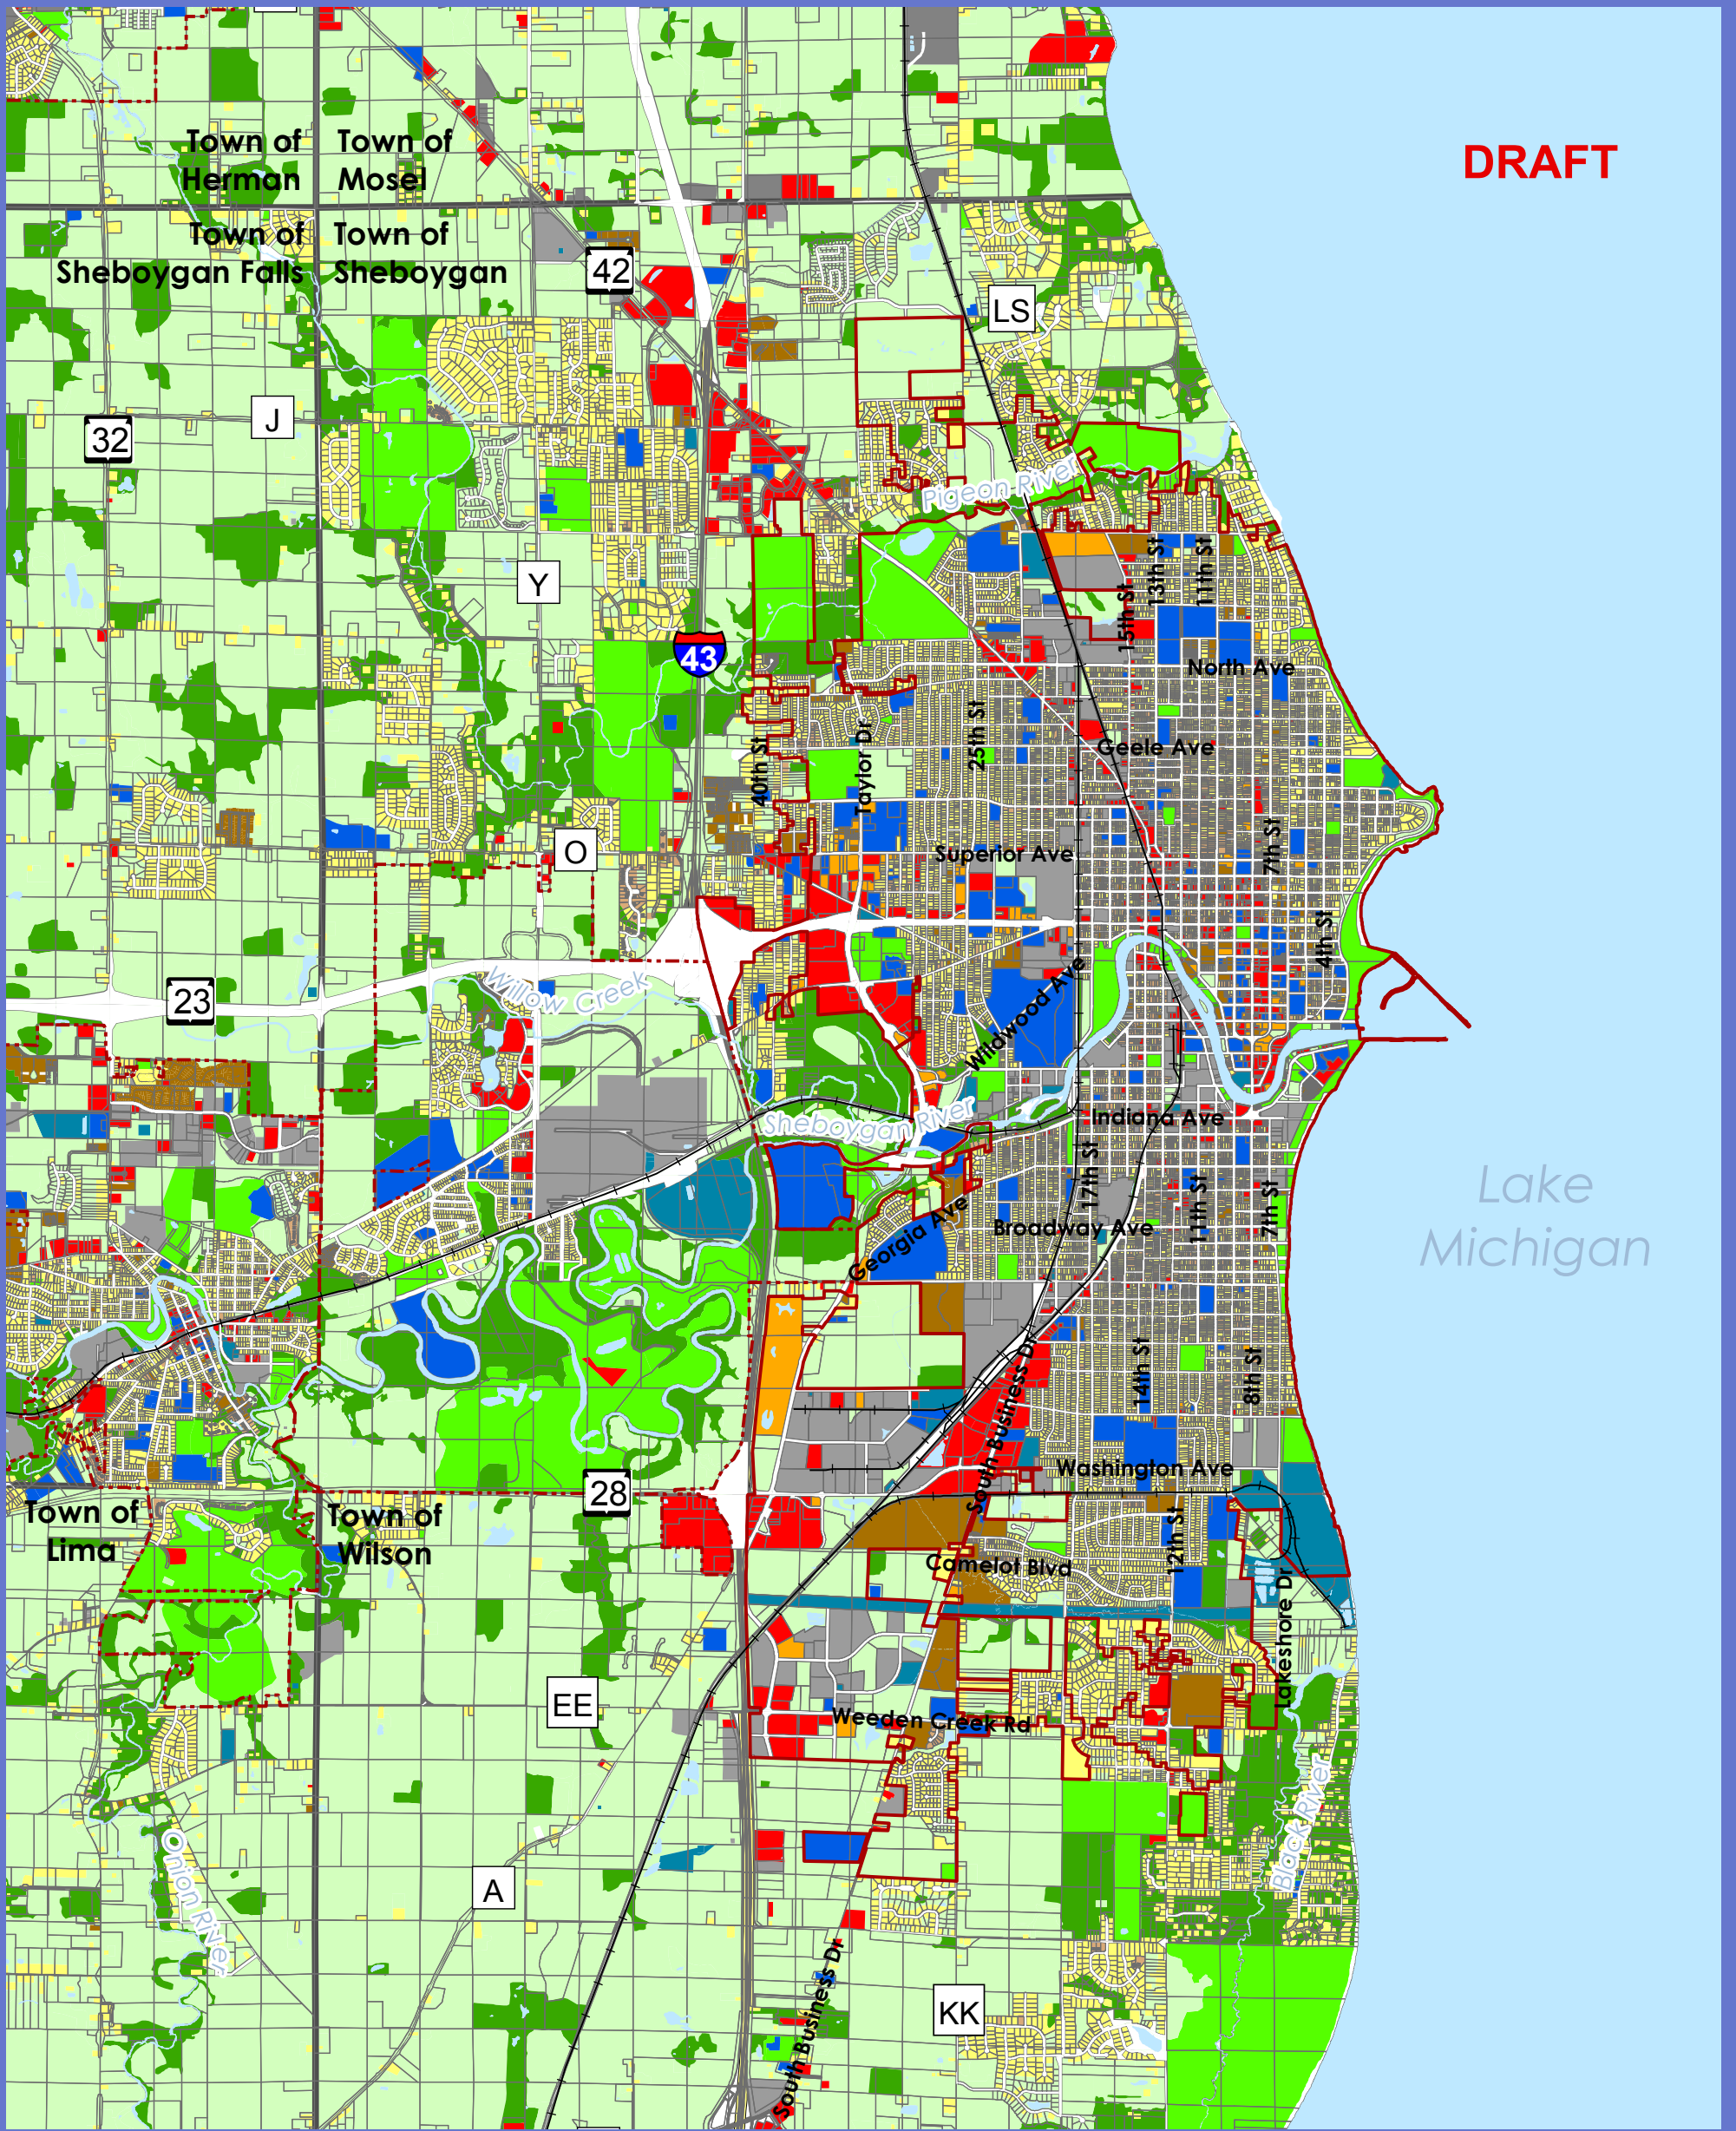 DRAFT
Town of
Herman
Town of
Mosel
Town of
Sheboygan Falls
Town of
Sheboygan
42
LS
J
32
Pigeon River
Y
13th St
11th St
15th St
43
North Ave
25th St
Taylor Dr
40th St
Geele Ave
7th St
O
Superior Ave
4th St
23
Willow Creek
Wildwood Ave
Sheboygan River
Indiana Ave
17th St
11th St
7th St
Lake
Michigan
Georgia Ave
Broadway Ave
14th St
8th St
South Business Dr
Washington Ave
28
Town of
Lima
Town of
Wilson
12th St
Camelot Blvd
Lakeshore Dr
EE
Weeden Creek Rd
Black River
Onion River
A
South Business Dr
KK